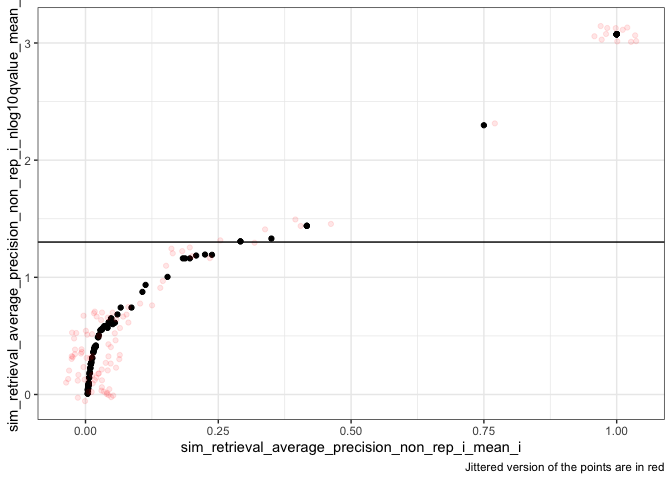 sim_retrieval_average_precision_non_rep_i_nlog10qvalue_mean_
3
2
1
0
0.00 0.25 0.50 0.75 1.00
sim_retrieval_average_precision_non_rep_i_mean_i
Jittered version of the points are in red